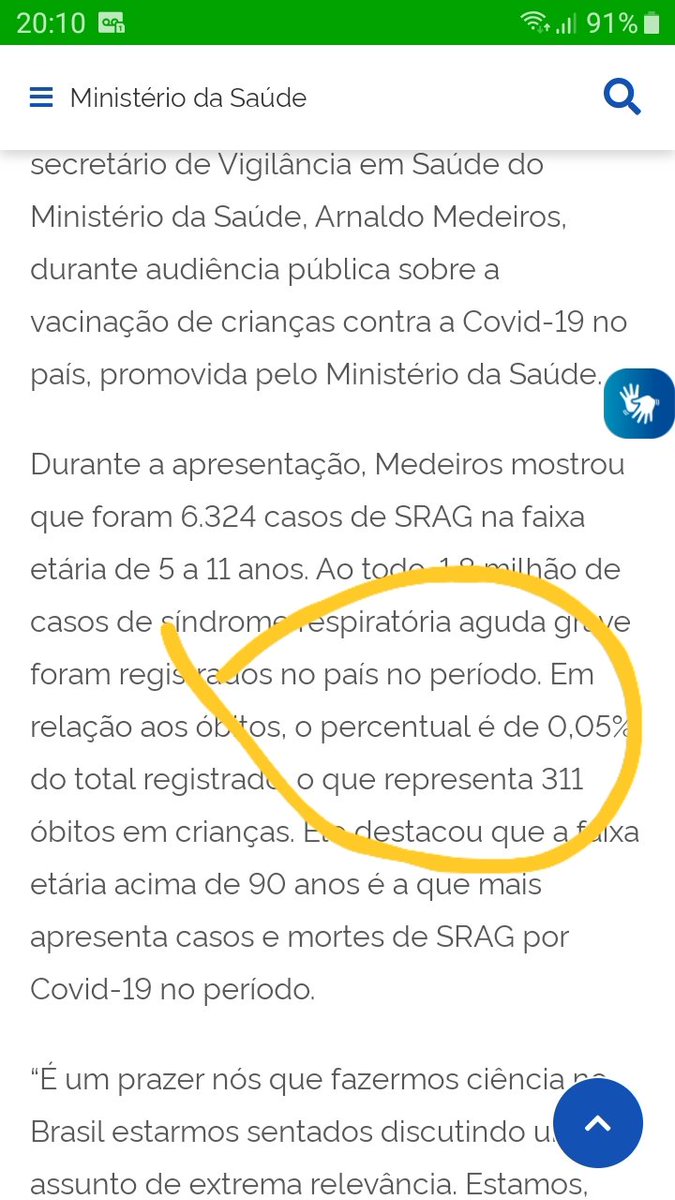 20:10
91%
Ministério da Saúde
secretário de Vigilância em Saúde do
Ministério da Saúde, Arnaldo Medeiros,
durante audiência pública sobre a
vacinação de crianças contra a Covid-19 no
país, promovida pelo Ministério da Saúde.
Durante a apresentação, Medeiros mostrou
que foram 6.324 casos de SRAG na faixa
etária de 5 a 11 anos. Ao todo, 1,8 milhão de
casos de síndrome respiratória aguda grave
foram registrados no país no período. Em
relação aos óbitos, o percentual é de 0,05%
do total registrado, o que representa 311
óbitos em crianças. Ele destacou que a faixa
etária acima de 90 anos é a que mais
apresenta casos e mortes de SRAG por
Covid-19 no período.
“É um prazer nós que fazermos ciência no
Brasil estarmos sentados discutindo
assunto de extrema relevância. Estamos,